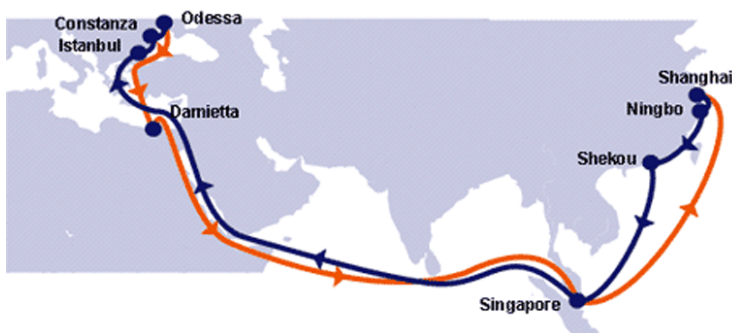 Odessa
Constanza
Istanbul
Damietta
Shanghai
Ningbo
Shekou
Singapore